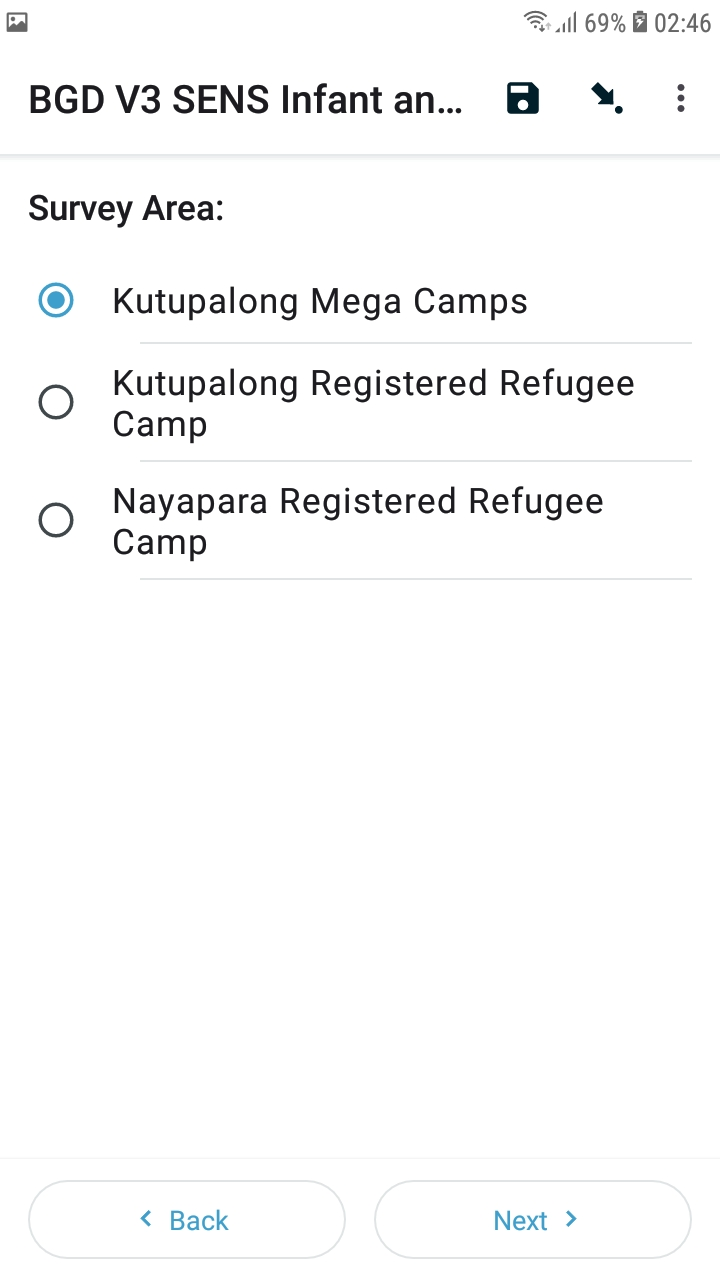 69% 02:46
BGD V3 SENS Infant an...
Survey Area:
Kutupalong Mega Camps
Kutupalong Registered Refugee
Camp
Nayapara Registered Refugee
Camp
Back
Next